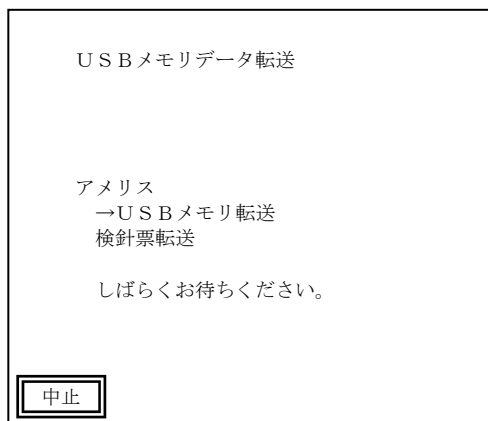 ＵＳＢメモリデータ転送
アメリス
→ＵＳＢメモリ転送
検針票転送
しばらくお待ちください。
中止